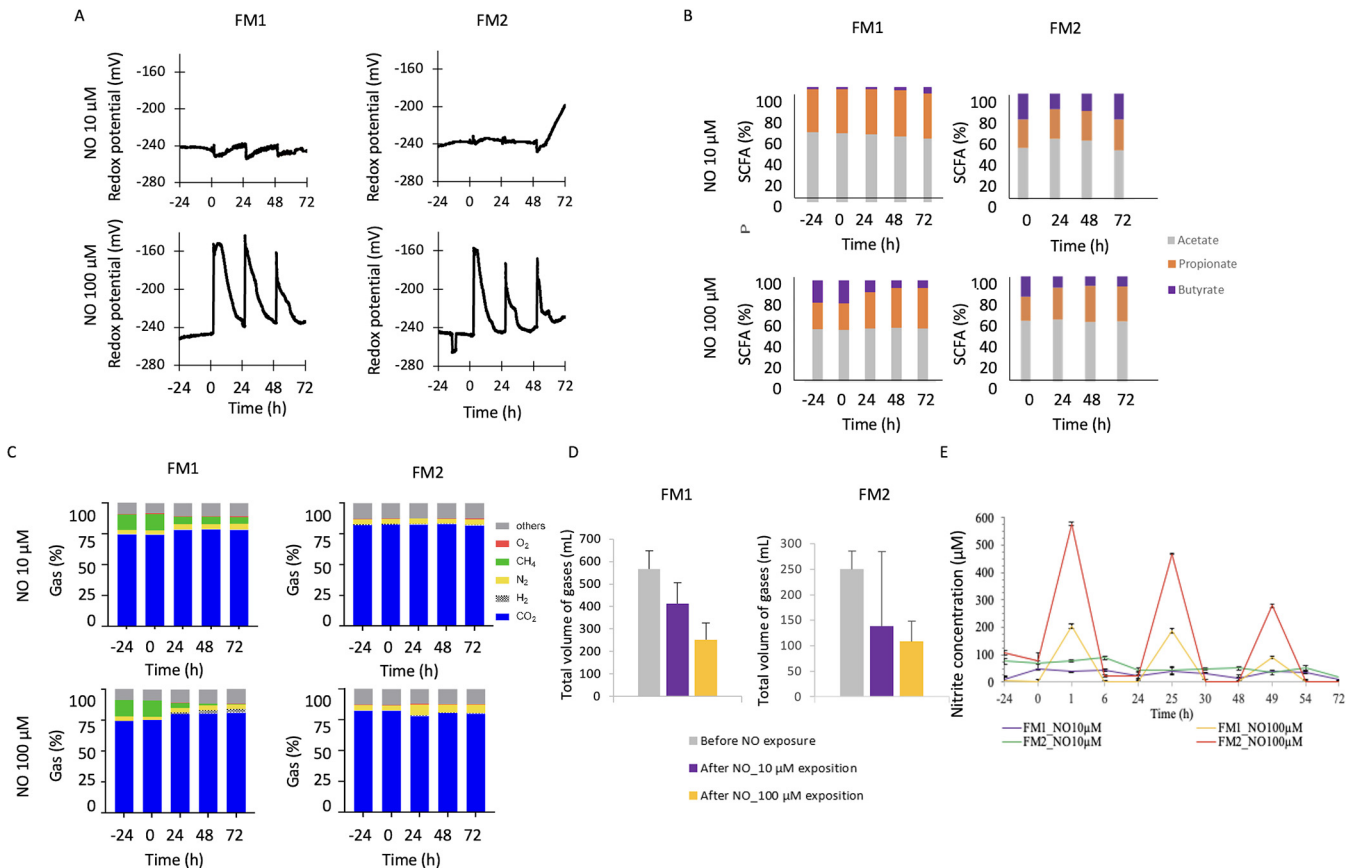 A
FM1
FM2
NO 10 µM
Redox potential (mV)
-160
-200
-240
-280
-24 0 24 48 72
Redox potential (mV)
-160
-200
-240
-280
-24 0 24 48 72
NO 100 µM
Redox potential (mV)
-160
-200
-240
-280
-24 0 24 48 72
Time (h)
Redox potential (mV)
-160
-200
-240
-280
-24 0 24 48 72
Time (h)
B
FM1
FM2
NO 10 µM
SCFA (%)
100
80
60
40
20
0
-24 0 24 48 72
Time (h)
SCFA (%)
100
80
60
40
20
0
0 24 48 72
Time (h)
P
NO 100 µM
SCFA (%)
100
80
60
40
20
0
-24 0 24 48 72
Time (h)
SCFA (%)
100
80
60
40
20
0
0 24 48 72
Time (h)
Acetate
Propionate
Butyrate
C
FM1
FM2
NO 10 µM
Gas (%)
100
75
25
0
-24 0 24 48 72
Time (h)
Gas (%)
100
75
25
0
-24 0 24 48 72
Time (h)
others
O2
CH4
N2
H2
CO2
NO 100 µM
Gas (%)
100
75
25
0
-24 0 24 48 72
Time (h)
Gas (%)
100
75
25
0
-24 0 24 48 72
Time (h)
D
FM1
FM2
Total volume of gases (mL)
700
600
500
400
300
200
100
0
Total volume of gases (mL)
300
250
200
150
100
50
0
Before NO exposure
After NO_10 µM exposition
After NO_100 µM exposition
E
Nitrite concentration (µM)
600
500
400
300
200
100
0
-24 0 1 6 24 25 30 48 49 54 72
Time (h)
FM1_NO10µM
FM1_NO100µM
FM2_NO10µM
FM2_NO100µM